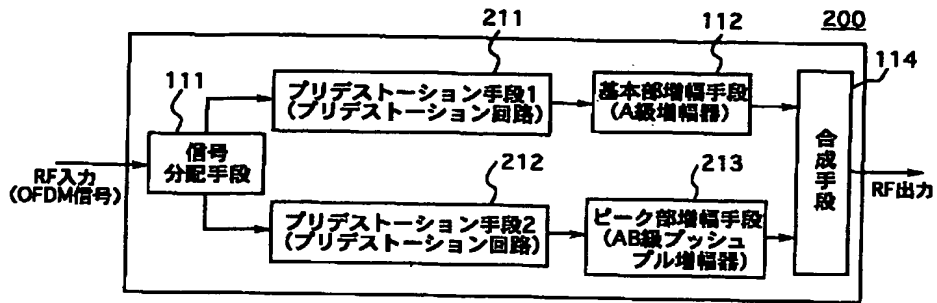 200
211
112
114
111
プリデストーション手段1
(プリデストーション回路)
基本部増幅手段
(A級増幅器)
信号
分配手段
RF入力
(OFDM信号)
合成手段
RF出力
212
213
プリデストーション手段2
(プリデストーション回路)
ピーク部増幅手段
(AB級プッシュ
プル増幅器)